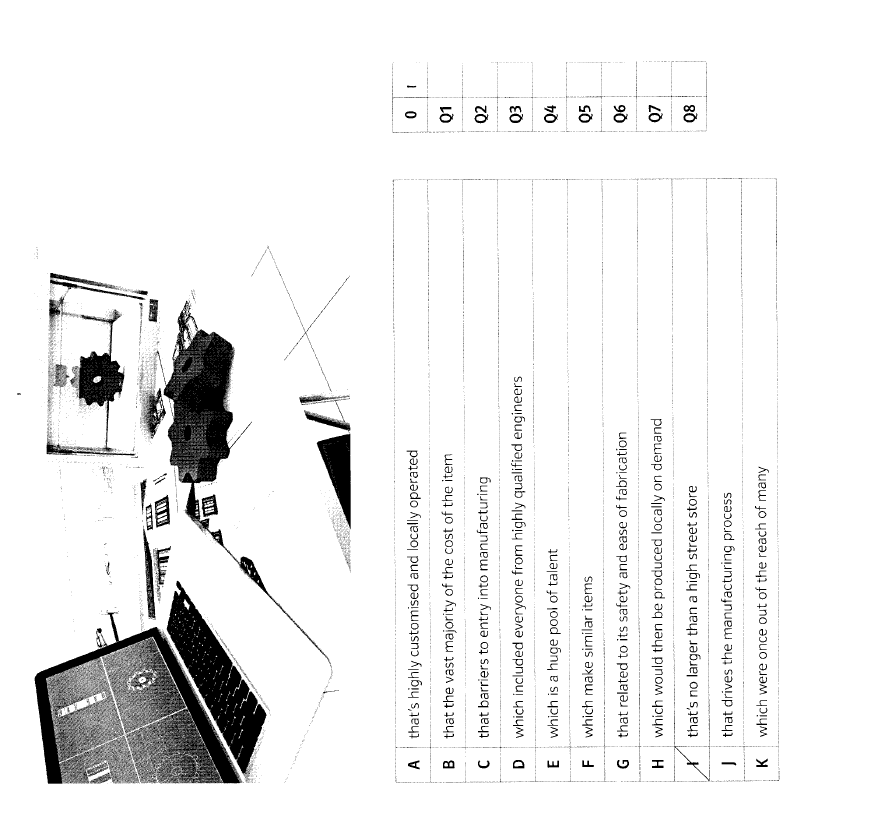 A that's highly customised and locally operated
B that the vast majority of the cost of the item
C that barriers to entry into manufacturing
D which included everyone from highly qualified engineers
E which is a huge pool of talent
F which make similar items
G that related to its safety and ease of fabrication
H which would then be produced locally on demand
I that's no larger than a high street store
J that drives the manufacturing process
K which were once out of the reach of many
0 I
Q1
Q2
Q3
Q4
Q5
Q6
Q7
Q8